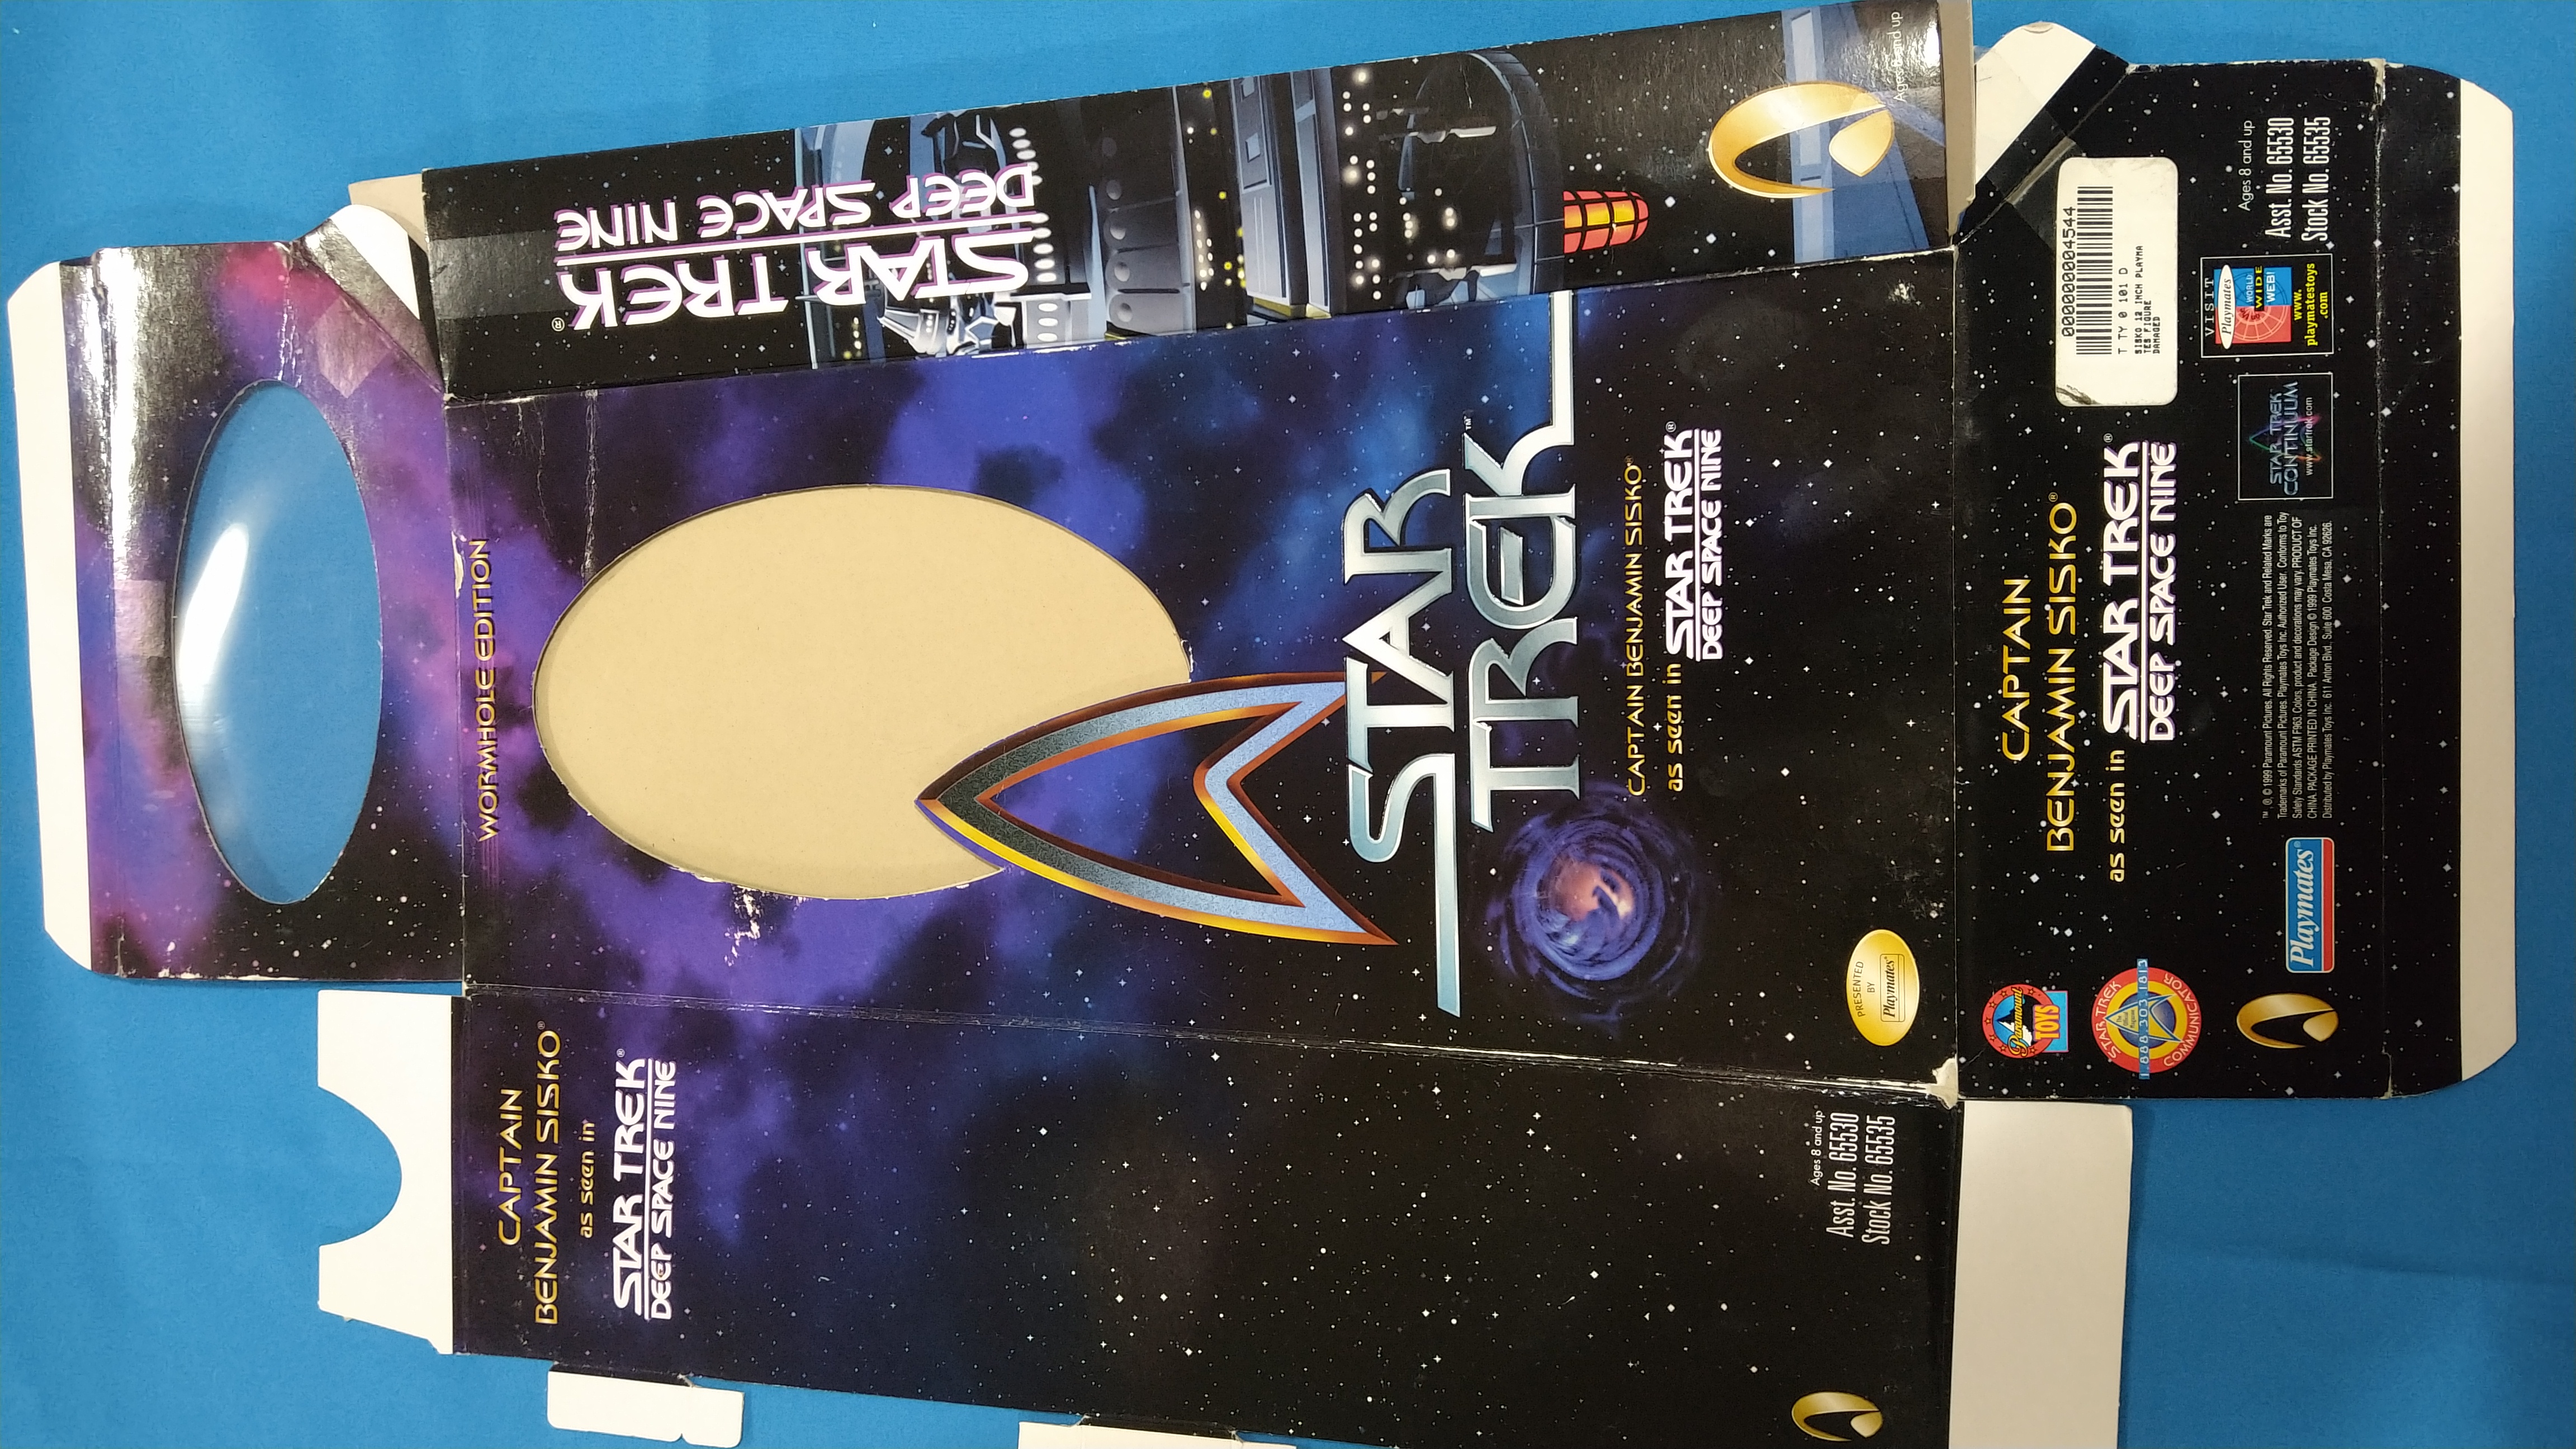 WORMHOLE EDITION
CAPTAIN
BENJAMIN SISKO®
as seen in
STAR TREK®
DEEP SPACE NINE
STAR TREK®
DEEP SPACE NINE
STAR
TREK™
CAPTAIN BENJAMIN SISKO®
as seen in STAR TREK®
DEEP SPACE NINE
Ages 8 and up
Asst. No. 65530
Stock No. 65535
PRESENTED
BY
Playmates®
Ages 8 and up
Paramount
TOYS
CAPTAIN
BENJAMIN SISKO®
as seen in STAR TREK®
DEEP SPACE NINE
000000004544
T TY 0 101 D
SISKO 12 INCH PLAYMA
TES FIGURE
DAMAGED
STAR TREK
The Official Magazine
1.888.303.1813
COMMUNICATOR
Playmates®
™, ®, © 1999 Paramount Pictures. All Rights Reserved. Star Trek and Related Marks are
Trademarks of Paramount Pictures. Playmates Toys Inc. Authorized User. Conforms to Toy
Safety Standards ASTM F963. Colors, product and decorations may vary. PRODUCT OF
CHINA. PACKAGE PRINTED IN CHINA. Package Design © 1999 Playmates Toys Inc.
Distributed by Playmates Toys Inc. 611 Anton Blvd., Suite 600 Costa Mesa, CA 92626.
STAR TREK
CONTINUUM
www.startrek.com
VISIT
Playmates
WORLD
WIDE
WEB!
www.
playmatestoys
.com
Ages 8 and up
Asst. No. 65530
Stock No. 65535